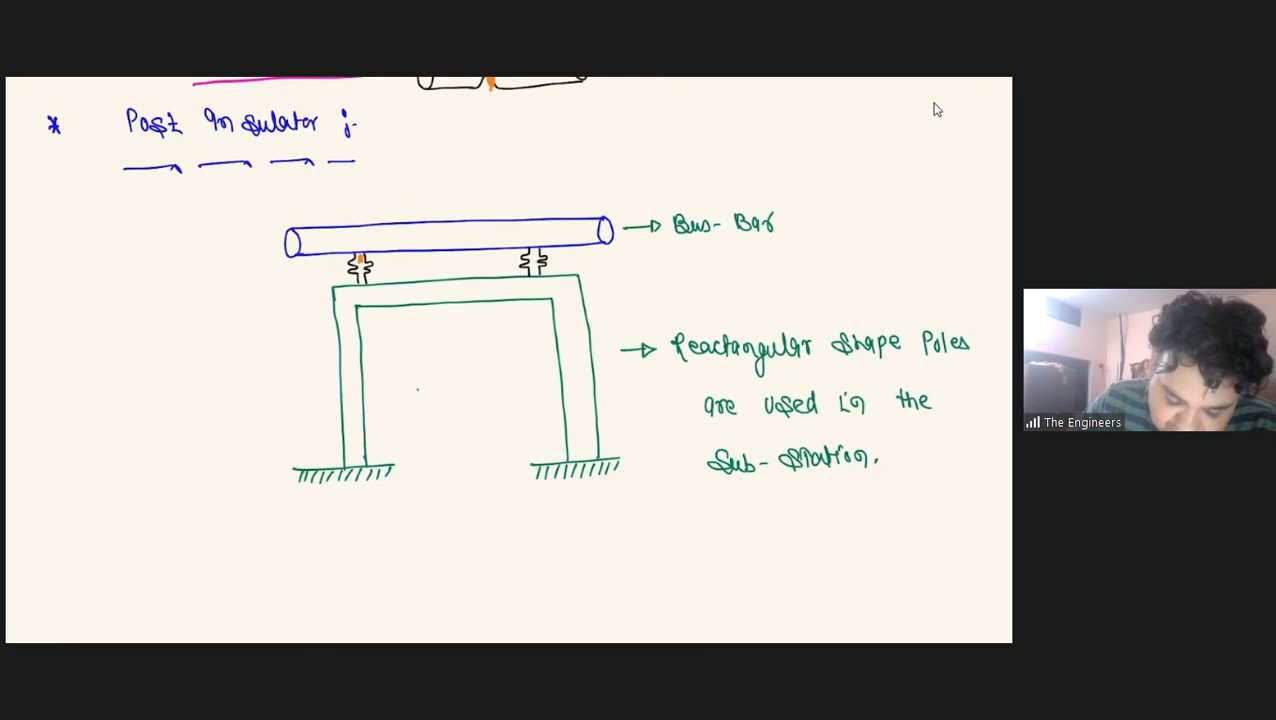 * Post Insulator :-
Bus-Bar
Reactangular Shape Poles
are used in the
Sub-station.
The Engineers